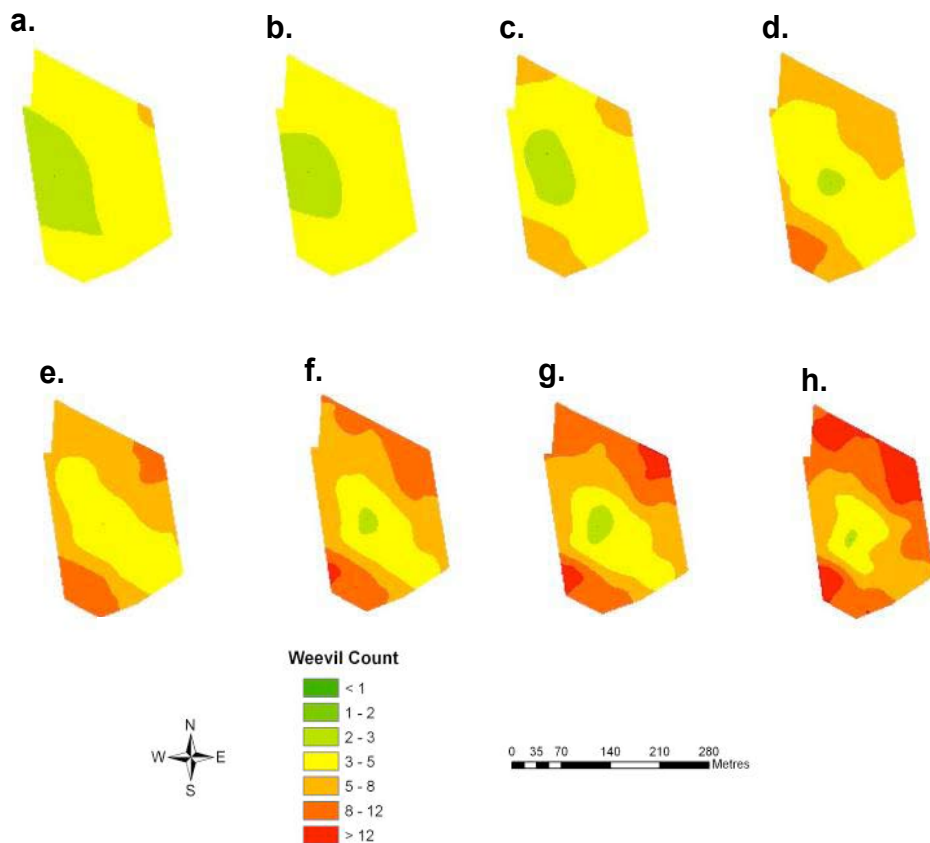 a. b. c. d.
e. f. g. h.
Weevil Count
< 1
1 - 2
2 - 3
3 - 5
5 - 8
8 - 12
> 12
N
W E
S
0 35 70 140 210 280
Metres